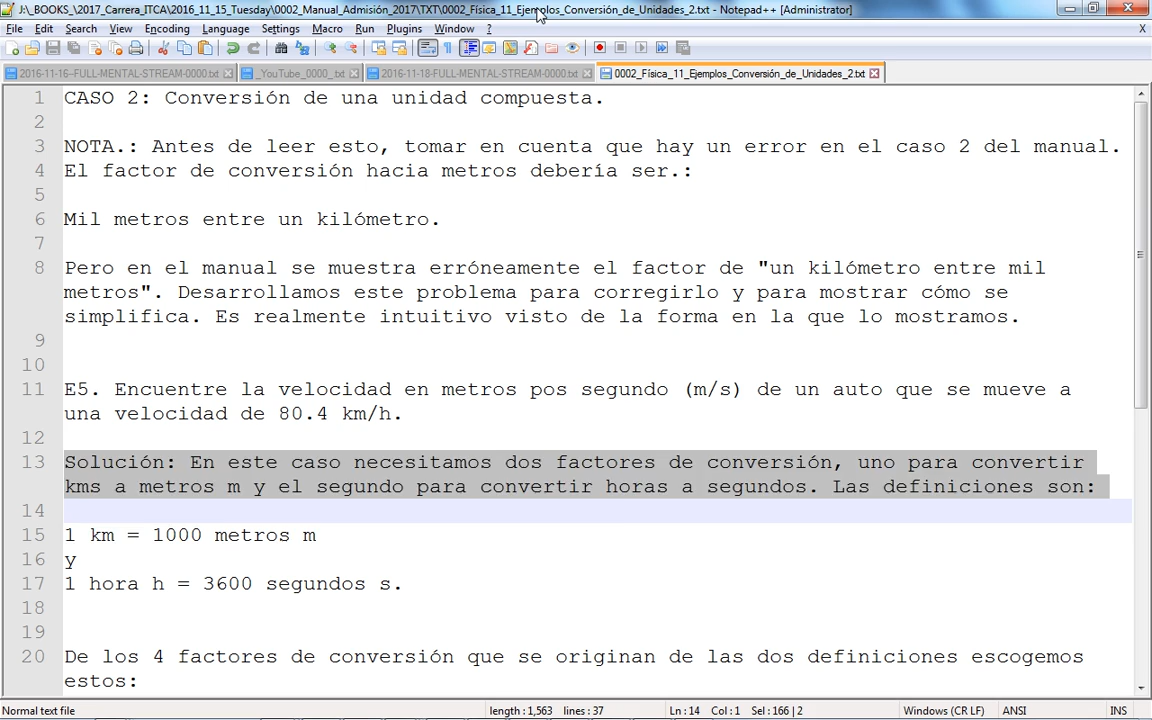 J:\_BOOKS_\2017_Carrera_ITCA\2016_11_15_Tuesday\0002_Manual_Admisión_2017\TXT\0002_Física_11_Ejemplos_Conversión_de_Unidades_2.txt - Notepad++ [Administrator]
File Edit Search View Encoding Language Settings Macro Run Plugins Window ? X
2016-11-16--FULL-MENTAL-STREAM-0000.txt _YouTube_0000_.txt 2016-11-18-FULL-MENTAL-STREAM-0000.txt 0002_Física_11_Ejemplos_Conversión_de_Unidades_2.txt
1 CASO 2: Conversión de una unidad compuesta.
2
3 NOTA.: Antes de leer esto, tomar en cuenta que hay un error en el caso 2 del manual.
4 El factor de conversión hacia metros debería ser.:
5
6 Mil metros entre un kilómetro.
7
8 Pero en el manual se muestra erróneamente el factor de "un kilómetro entre mil
metros". Desarrollamos este problema para corregirlo y para mostrar cómo se
simplifica. Es realmente intuitivo visto de la forma en la que lo mostramos.
9
10
11 E5. Encuentre la velocidad en metros pos segundo (m/s) de un auto que se mueve a
una velocidad de 80.4 km/h.
12
13 Solución: En este caso necesitamos dos factores de conversión, uno para convertir
kms a metros m y el segundo para convertir horas a segundos. Las definiciones son:
14
15 1 km = 1000 metros m
16 y
17 1 hora h = 3600 segundos s.
18
19
20 De los 4 factores de conversión que se originan de las dos definiciones escogemos
estos:
Normal text file length : 1,563 lines : 37 Ln : 14 Col : 1 Sel : 166 | 2 Windows (CR LF) ANSI INS